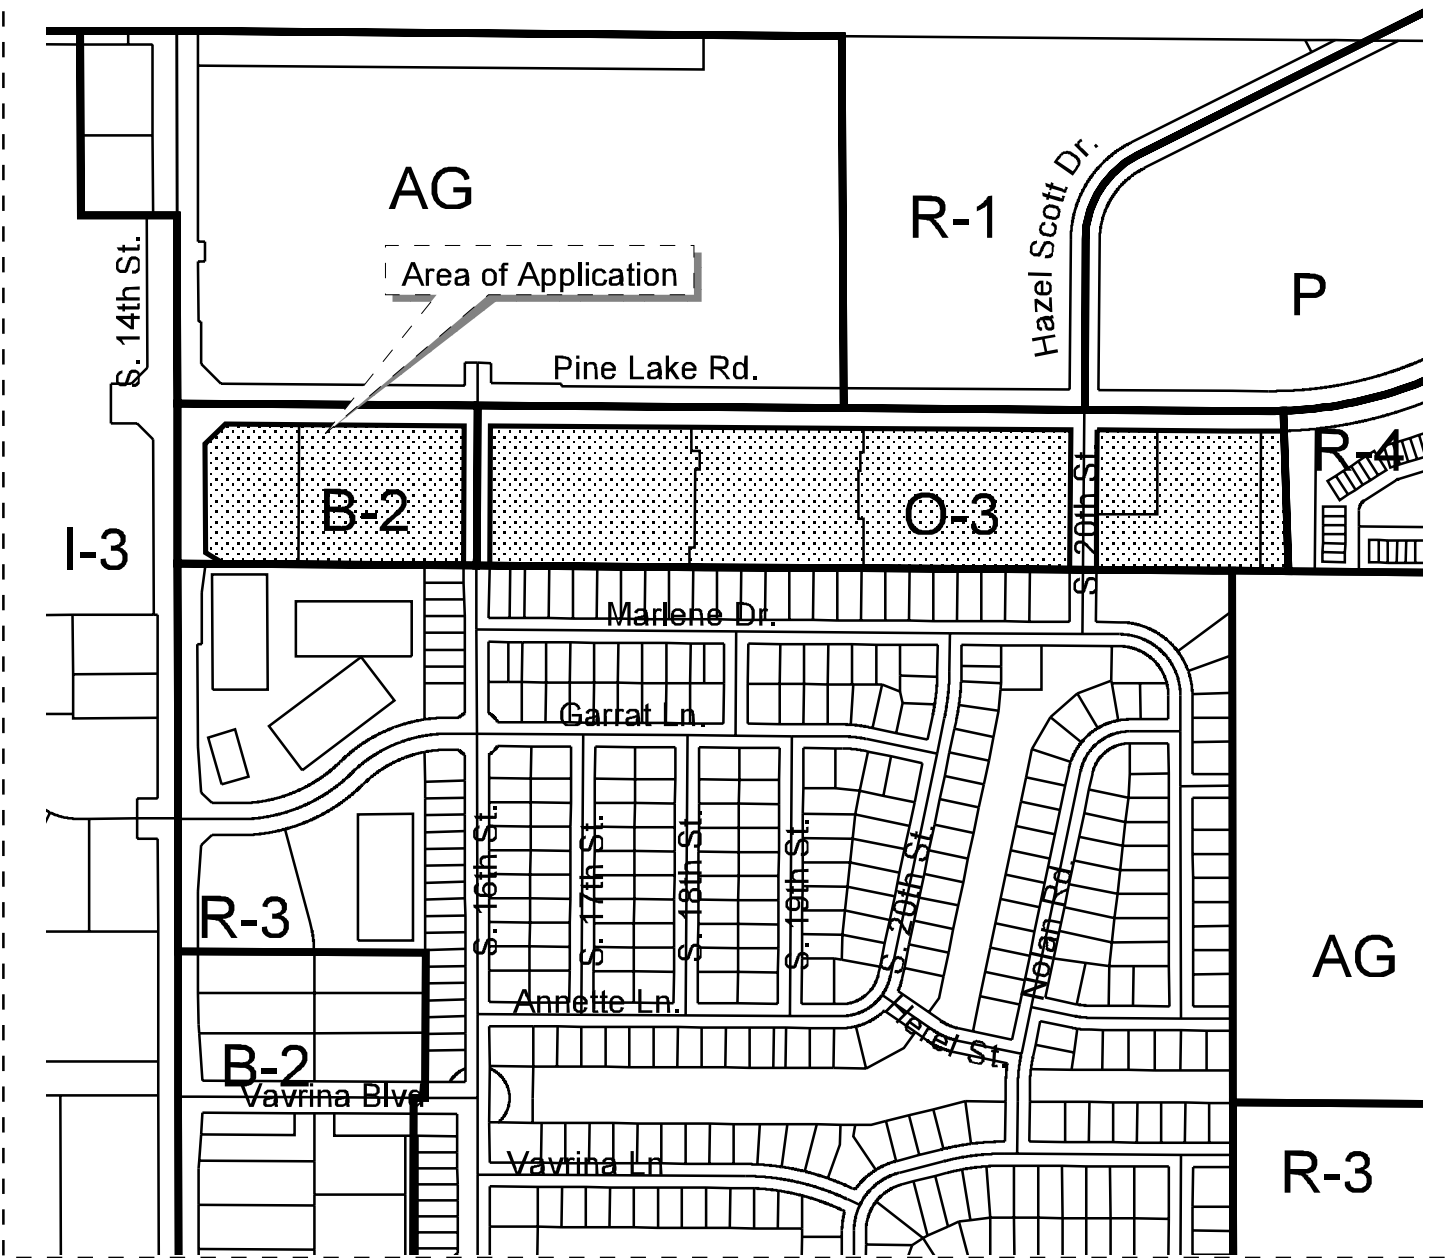 AG
R-1
Hazel Scott Dr.
P
S. 14th St.
Area of Application
Pine Lake Rd.
R-4
B-2
O-3
S 20th St
I-3
Marlene Dr.
Garrat Ln.
S. 16th St.
S. 17th St.
S. 18th St.
S. 19th St.
S. 20th St.
Nolan Rd.
R-3
AG
Annette Ln.
Herel St.
B-2
Vavrina Blvd
Vavrina Ln
R-3